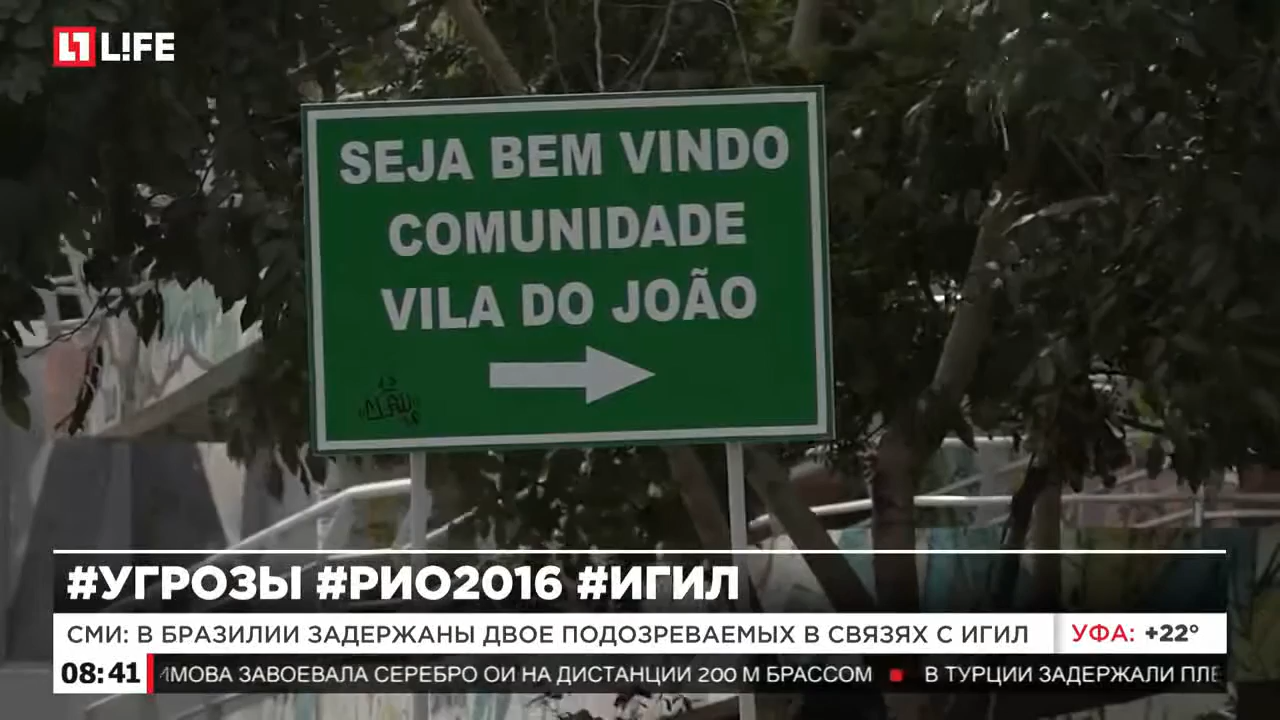 L!FE
SEJA BEM VINDO
COMUNIDADE
VILA DO JOÃO
#УГРОЗЫ #РИО2016 #ИГИЛ
СМИ: В БРАЗИЛИИ ЗАДЕРЖАНЫ ДВОЕ ПОДОЗРЕВАЕМЫХ В СВЯЗЯХ С ИГИЛ УФА: +22°
08:41 ИМОВА ЗАВОЕВАЛА СЕРЕБРО ОИ НА ДИСТАНЦИИ 200 М БРАССОМ В ТУРЦИИ ЗАДЕРЖАЛИ ПЛЕ